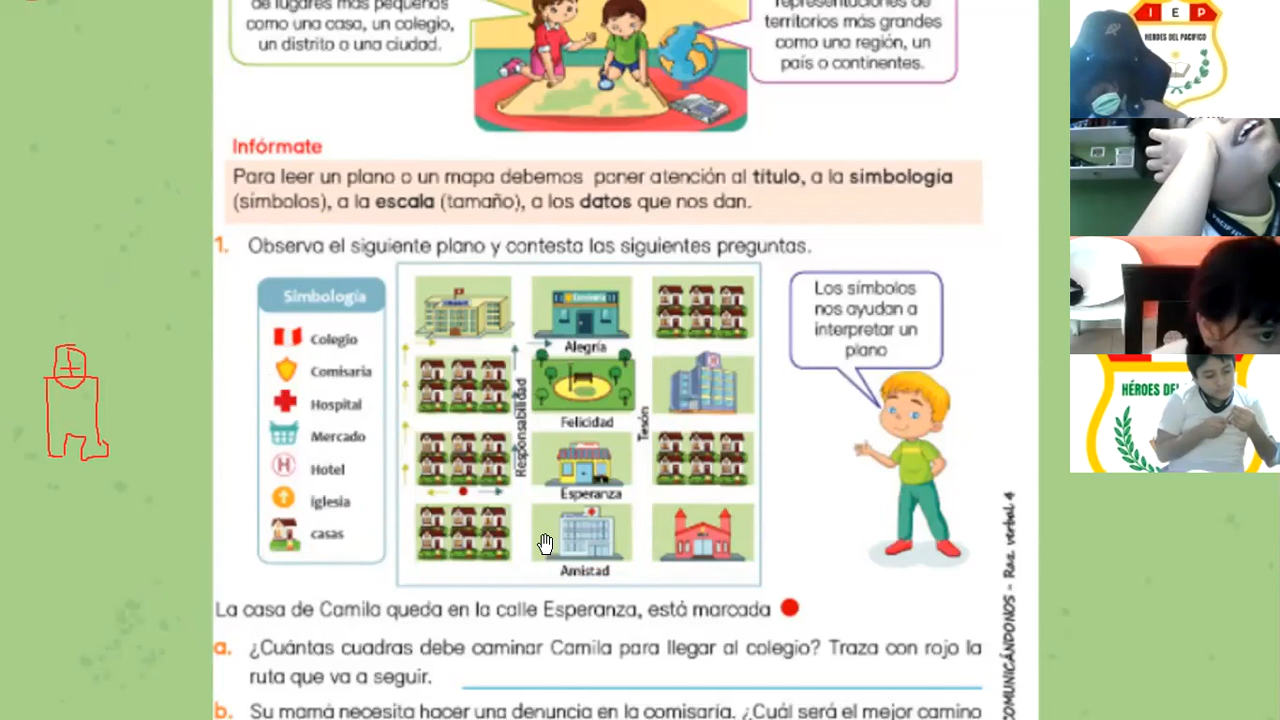 de lugares más pequeños
como una casa, un colegio,
un distrito o una ciudad.
representaciones de
territorios más grandes
como una región, un
país o continentes.
Infórmate
Para leer un plano o un mapa debemos poner atención al título, a la simbología
(símbolos), a la escala (tamaño), a los datos que nos dan.
1. Observa el siguiente plano y contesta las siguientes preguntas.
Simbología
Colegio
Comisaria
Hospital
Mercado
H Hotel
iglesia
casas
Alegría
Felicidad
Esperanza
Amistad
Responsabilidad
Tesón
Los símbolos
nos ayudan a
interpretar un
plano
La casa de Camila queda en la calle Esperanza, está marcada
a. ¿Cuántas cuadras debe caminar Camila para llegar al colegio? Traza con rojo la
ruta que va a seguir.
b. Su mamá necesita hacer una denuncia en la comisaría. ¿Cuál será el mejor camino
COMUNICÁNDONOS - Raz. verbal 4
I E P
HEROES DEL PACIFICO
HÉROES DEL